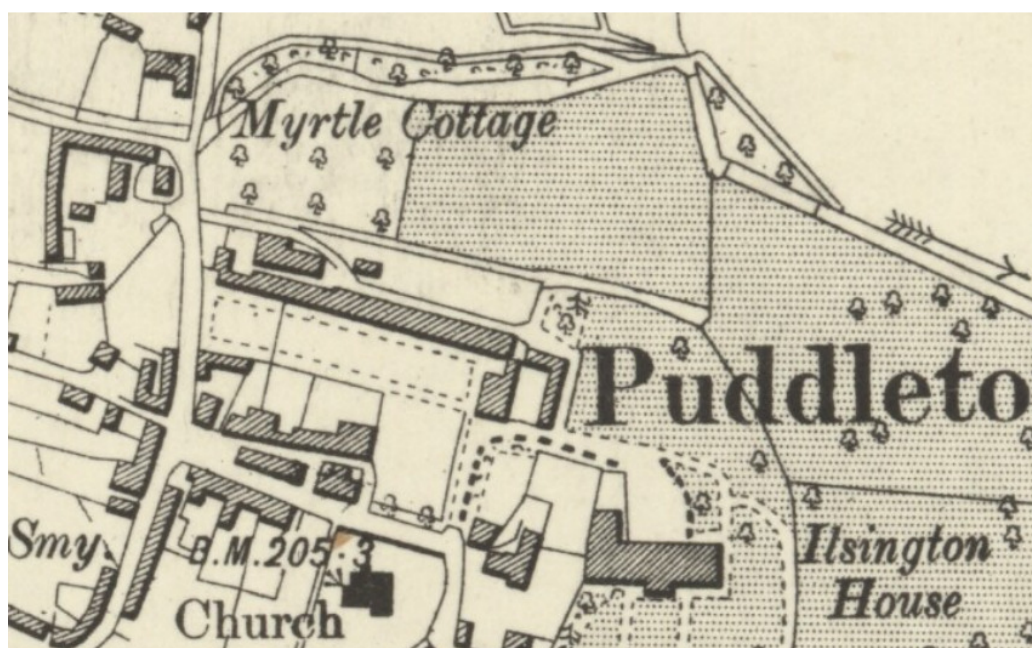 Myrtle Cottage
Puddleto
Smy.
B.M.205.3
Ilsington
House
Church